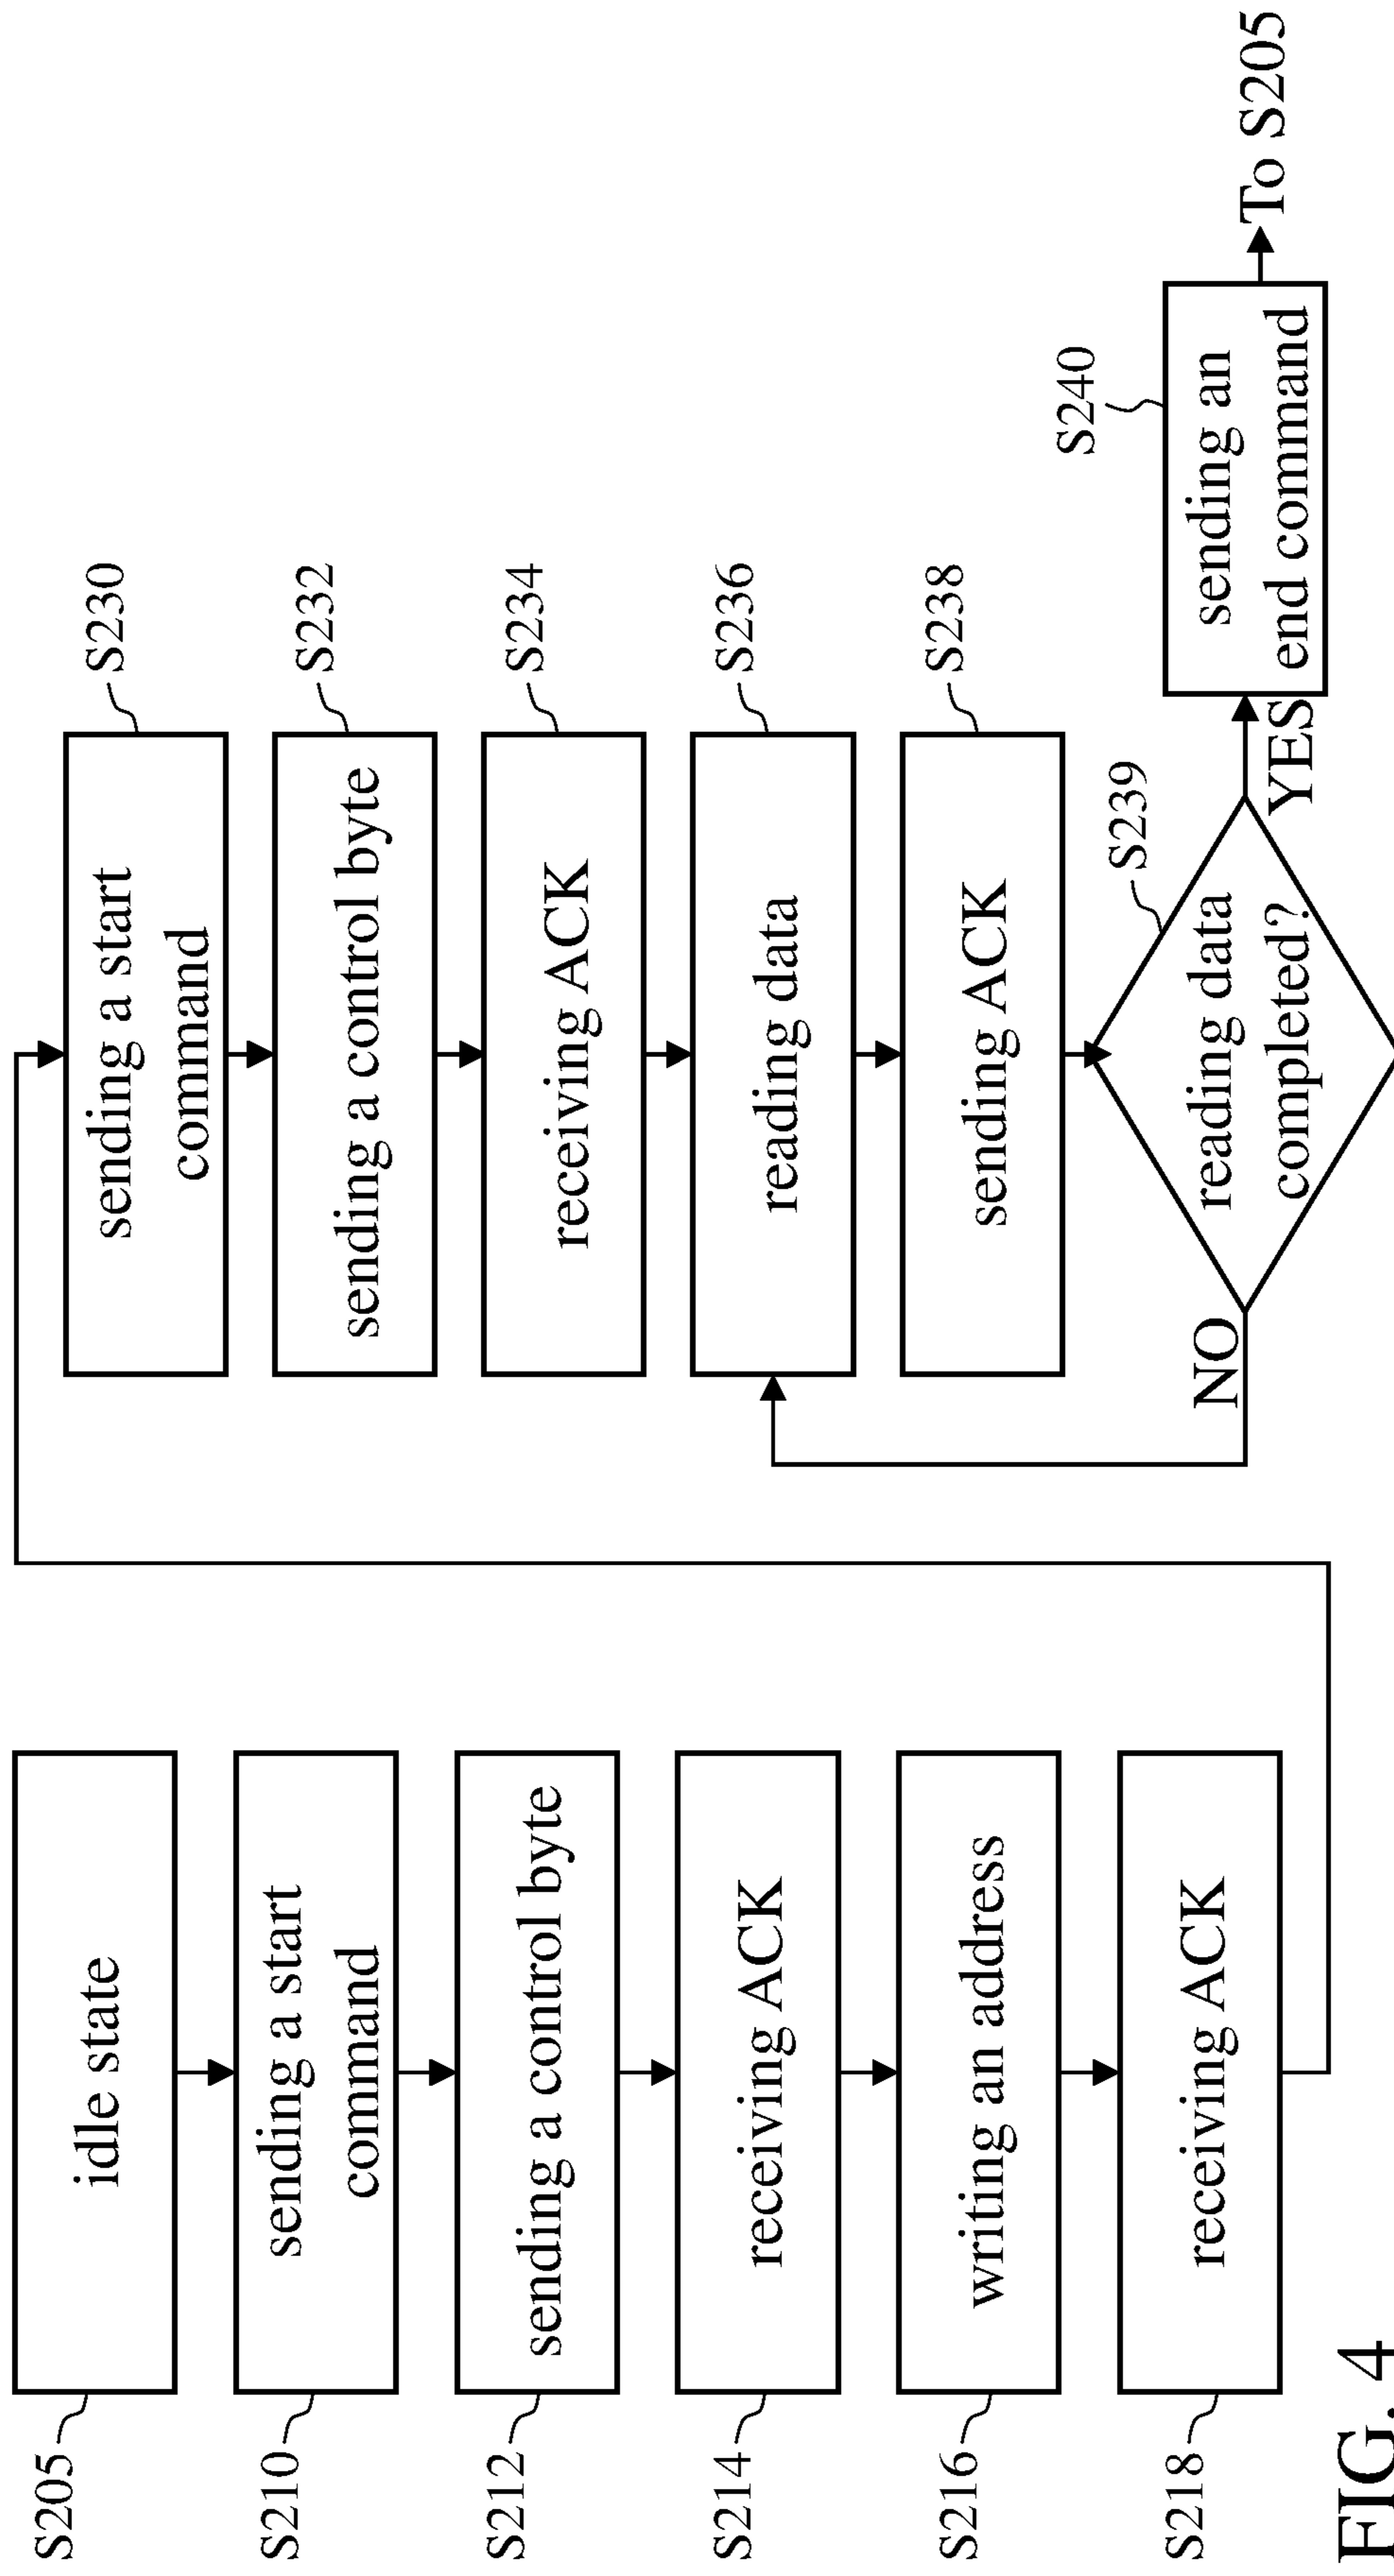 S205
idle state
S210
sending a start
command
S212
sending a control byte
S214
receiving ACK
S216
writing an address
S218
receiving ACK
S230
sending a start
command
S232
sending a control byte
S234
receiving ACK
S236
reading data
S238
sending ACK
S239
reading data
completed?
NO
YES
S240
sending an
end command
To S205
FIG. 4